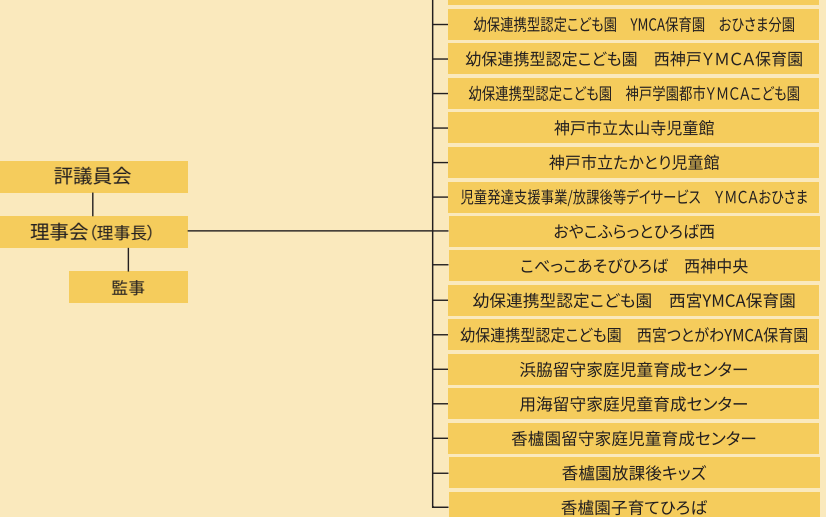 評議員会
理事会(理事長)
監事
幼保連携型認定こども園　YMCA保育園　おひさま分園
幼保連携型認定こども園　西神戸YMCA保育園
幼保連携型認定こども園　神戸学園都市YMCAこども園
神戸市立太山寺児童館
神戸市立たかとり児童館
児童発達支援事業/放課後等デイサービス　YMCAおひさま
おやこふらっとひろば西
こべっこあそびひろば　西神中央
幼保連携型認定こども園　西宮YMCA保育園
幼保連携型認定こども園　西宮つとがわYMCA保育園
浜脇留守家庭児童育成センター
用海留守家庭児童育成センター
香櫨園留守家庭児童育成センター
香櫨園放課後キッズ
香櫨園子育てひろば